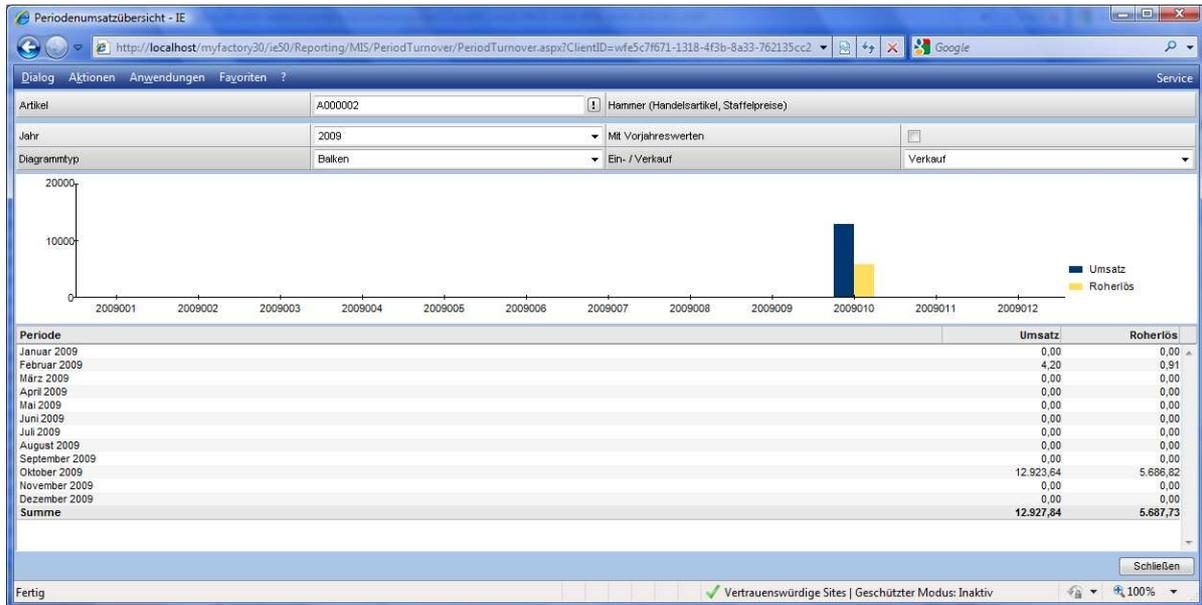 Periodenumsatzübersicht - IE
http://localhost/myfactory30/ie50/Reporting/MIS/PeriodTurnover/PeriodTurnover.aspx?ClientID=wfe5c7f671-1318-4f3b-8a33-762135cc2
Google
Dialog Aktionen Anwendungen Favoriten ? Service
Artikel A000002 ! Hammer (Handelsartikel, Staffelpreise)
Jahr 2009 Mit Vorjahreswerten
Diagrammtyp Balken Ein- / Verkauf Verkauf
20000
10000
0
Umsatz
Roherlös
2009001 2009002 2009003 2009004 2009005 2009006 2009007 2009008 2009009 2009010 2009011 2009012
Periode Umsatz Roherlös
Januar 2009 0,00 0,00
Februar 2009 4,20 0,91
März 2009 0,00 0,00
April 2009 0,00 0,00
Mai 2009 0,00 0,00
Juni 2009 0,00 0,00
Juli 2009 0,00 0,00
August 2009 0,00 0,00
September 2009 0,00 0,00
Oktober 2009 12.923,64 5.686,82
November 2009 0,00 0,00
Dezember 2009 0,00 0,00
Summe 12.927,84 5.687,73
Schließen
Fertig Vertrauenswürdige Sites | Geschützter Modus: Inaktiv 100%